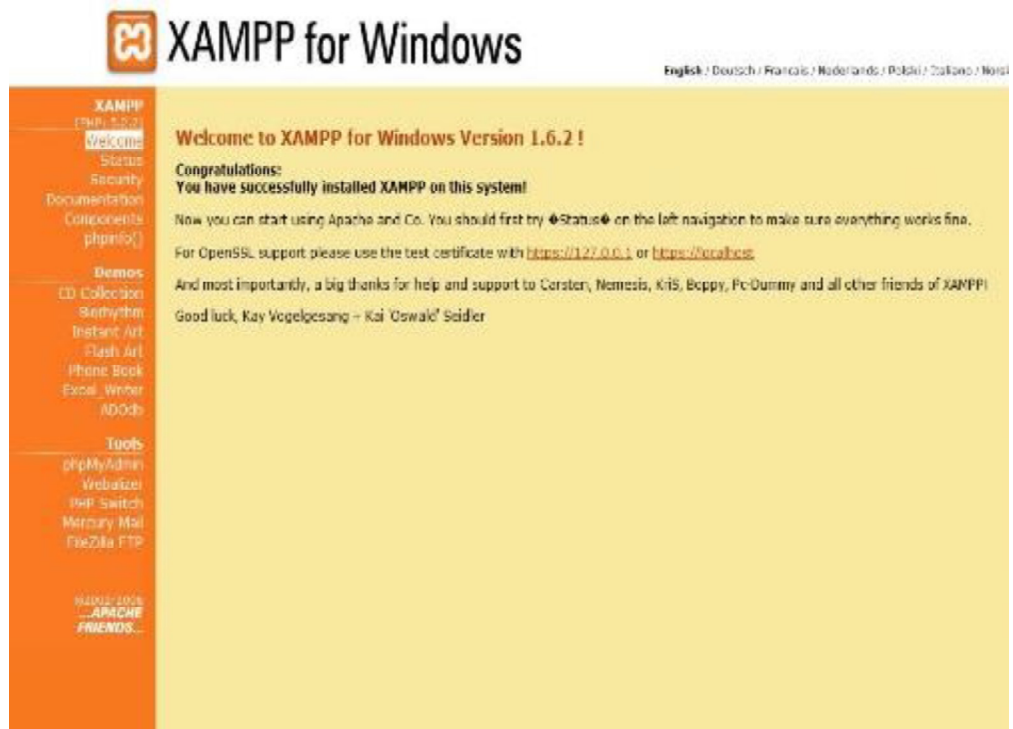 XAMPP for Windows
English / Deutsch / Francais / Nederlands / Polski / Italiano /
XAMPP
[PHP: 5.2.2]
Welcome
Status
Security
Documentation
Components
phpinfo()
Demos
CD Collection
Biorhythm
Instant Art
Flash Art
Phone Book
Excel_Writer
ADOdb
Tools
phpMyAdmin
Webalizer
PHP Switch
Mercury Mail
FileZilla FTP
...APACHE
FRIENDS...
Welcome to XAMPP for Windows Version 1.6.2 !
Congratulations:
You have successfully installed XAMPP on this system!
Now you can start using Apache and Co. You should first try �Status� on the left navigation to make sure everything works fine.
For OpenSSL support please use the test certificate with https://127.0.0.1 or https://localhost
And most importantly, a big thanks for help and support to Carsten, Nemesis, KriS, Boppy, Pc-Dummy and all other friends of XAMPP!
Good luck, Kay Vogelgesang + Kai 'Oswald' Seidler